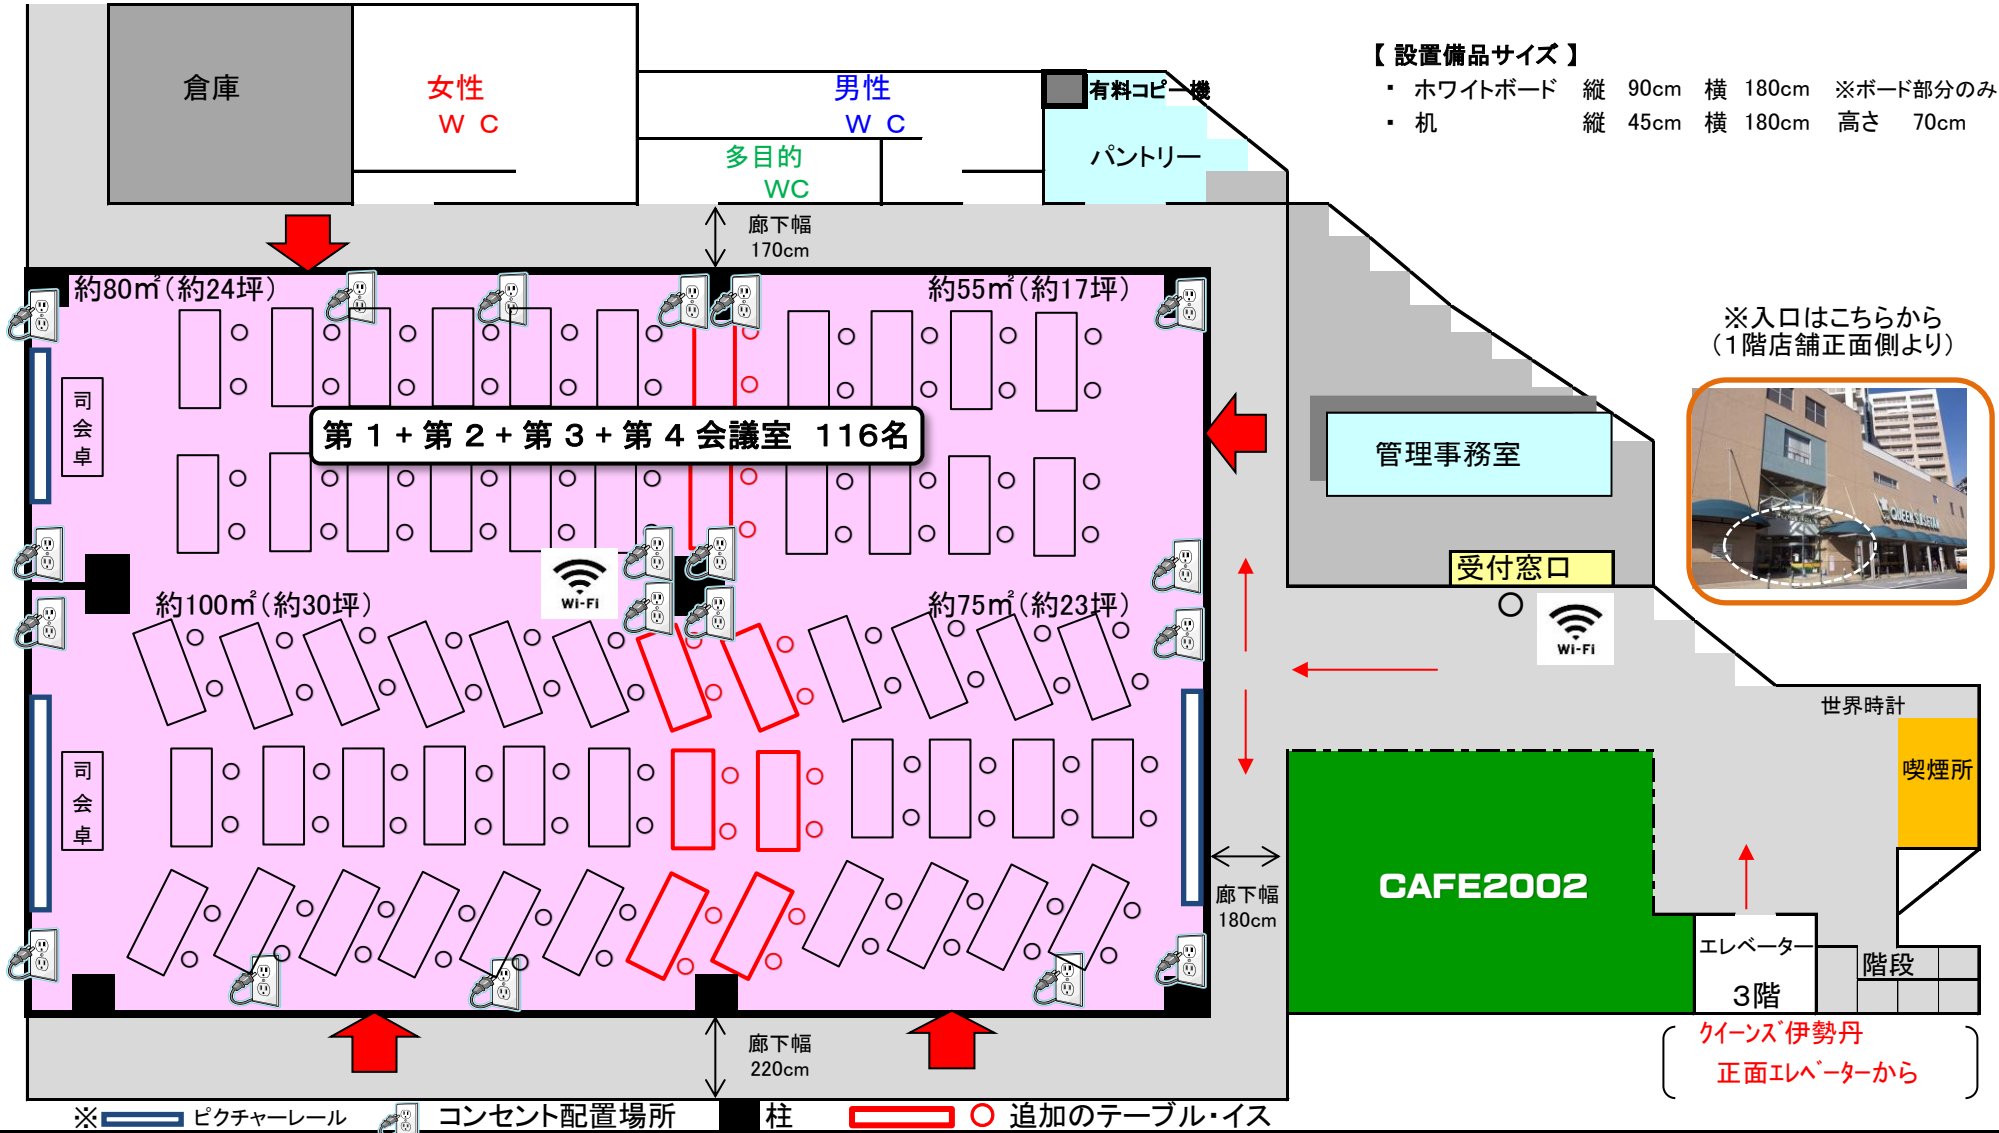 【 設置備品サイズ 】
・ ホワイトボード 縦 90cm 横 180cm ※ボード部分のみ
・ 机 縦 45cm 横 180cm 高さ 70cm
倉庫
女性
W C
男性
W C
多目的
WC
有料コピー機
パントリー
廊下幅
170cm
約80㎡(約24坪)
約55㎡(約17坪)
※入口はこちらから
(1階店舗正面側より)
QUEEN'S ISETAN
司会卓
第 1 + 第 2 + 第 3 + 第 4 会議室 116名
管理事務室
受付窓口
Wi-Fi
Wi-Fi
約100㎡(約30坪)
約75㎡(約23坪)
世界時計
喫煙所
司会卓
CAFE2002
廊下幅
180cm
エレベーター
3階
階段
クイーンズ伊勢丹
正面エレベーターから
廊下幅
220cm
※ ピクチャーレール コンセント配置場所 柱 追加のテーブル・イス